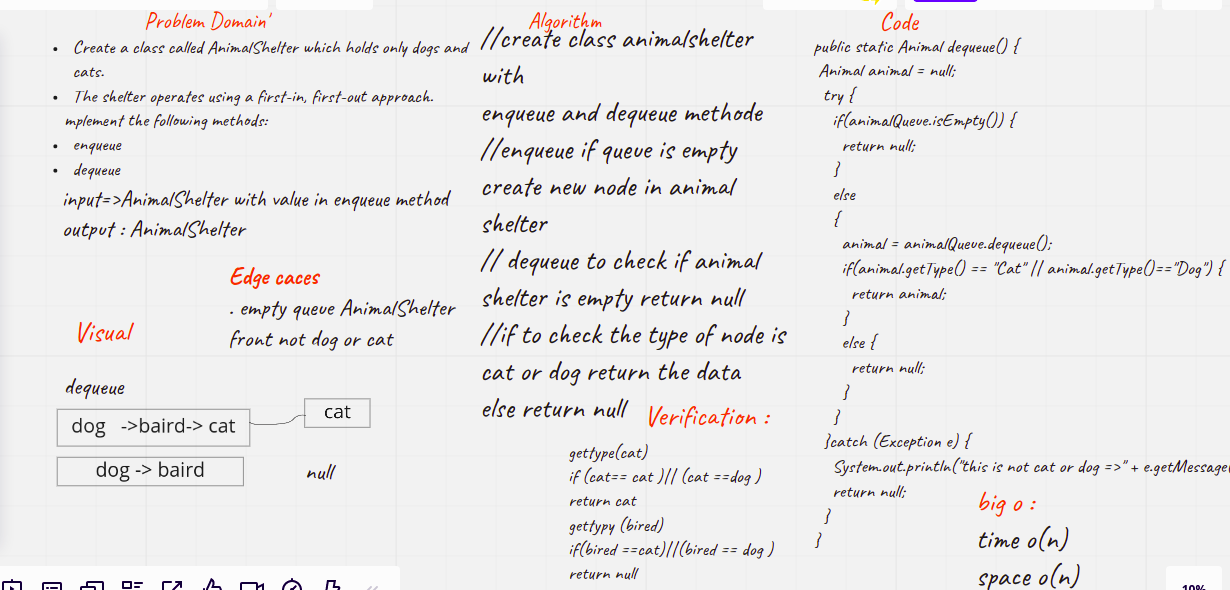 Problem Domain'
• Create a class called AnimalShelter which holds only dogs and
cats.
• The shelter operates using a first-in, first-out approach.
mplement the following methods:
• enqueue
• dequeue
input=>AnimalShelter with value in enqueue method
output : AnimalShelter
Edge caces
. empty queue AnimalShelter
front not dog or cat
Visual
dequeue
dog ->baird-> cat
cat
dog -> baird
null
Algorithm
//create class animalshelter
with
enqueue and dequeue methode
//enqueue if queue is empty
create new node in animal
shelter
// dequeue to check if animal
shelter is empty return null
//if to check the type of node is
cat or dog return the data
else return null
Verification :
gettype(cat)
if (cat== cat )|| (cat ==dog )
return cat
gettypy (bired)
if(bired ==cat)||(bired == dog )
return null
Code
public static Animal dequeue() {
Animal animal = null;
try {
if(animalQueue.isEmpty()) {
return null;
}
else
{
animal = animalQueue.dequeue();
if(animal.getType() == "Cat" || animal.getType()=="Dog") {
return animal;
}
else {
return null;
}
}
}catch (Exception e) {
System.out.println("this is not cat or dog =>" + e.getMessage(
return null;
}
}
big o :
time o(n)
space o(n)
19%